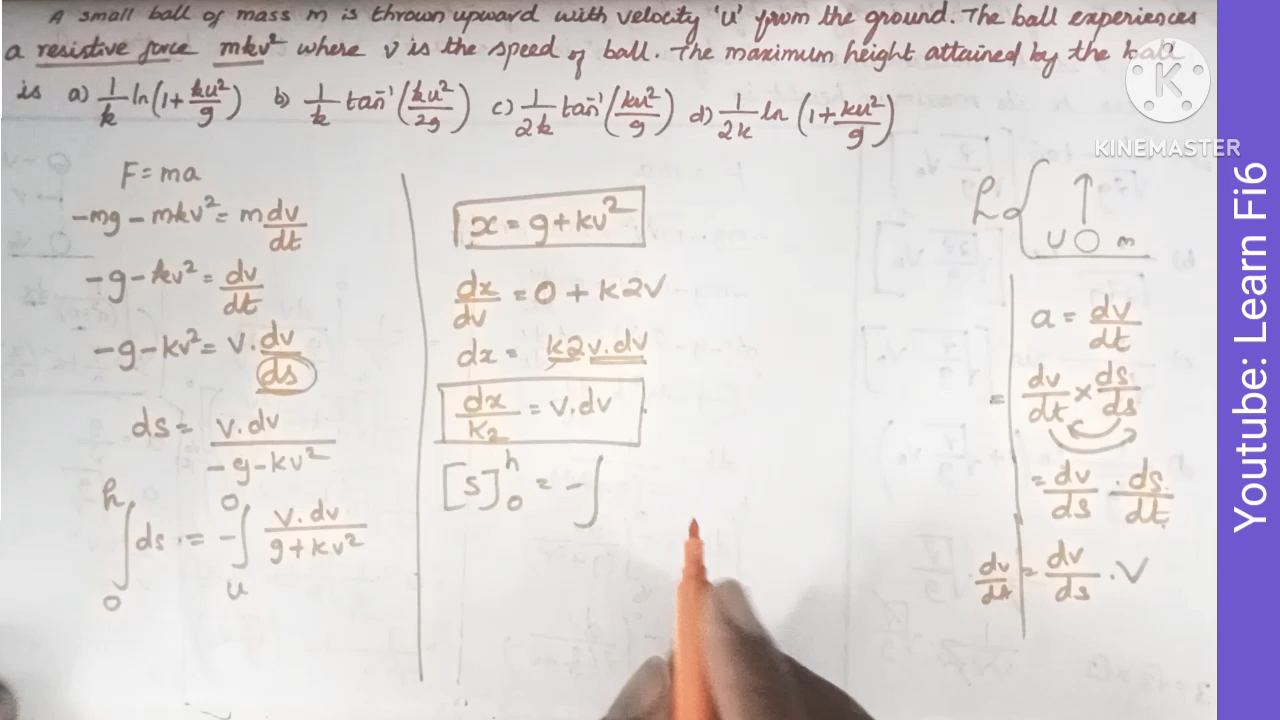 A small ball of mass m is thrown upward with velocity 'u' from the ground. The ball experiences
a resistive force mkv² where v is the speed of ball. The maximum height attained by the ball
is a) 1/k ln(1+ku²/g) b) 1/k tan⁻¹(ku²/2g) c) 1/2k tan⁻¹(ku²/g) d) 1/2k ln(1+ku²/g)
K
KINEMASTER
F=ma
-mg-mkv²=m dv/dt
-g-kv²=dv/dt
-g-kv²=v.dv/ds
ds=v.dv/-g-kv²
∫₀ʰ ds=-∫ᵤ⁰ v.dv/g+kv²
x=g+kv²
dx/dv=0+k2v
dx=k2v.dv
dx/k2=v.dv
[s]₀ʰ=-∫
h
u m
a=dv/dt
=dv/dt×ds/ds
=dv/ds.ds/dt
dv/dt=dv/ds.v
Youtube: Learn Fi6